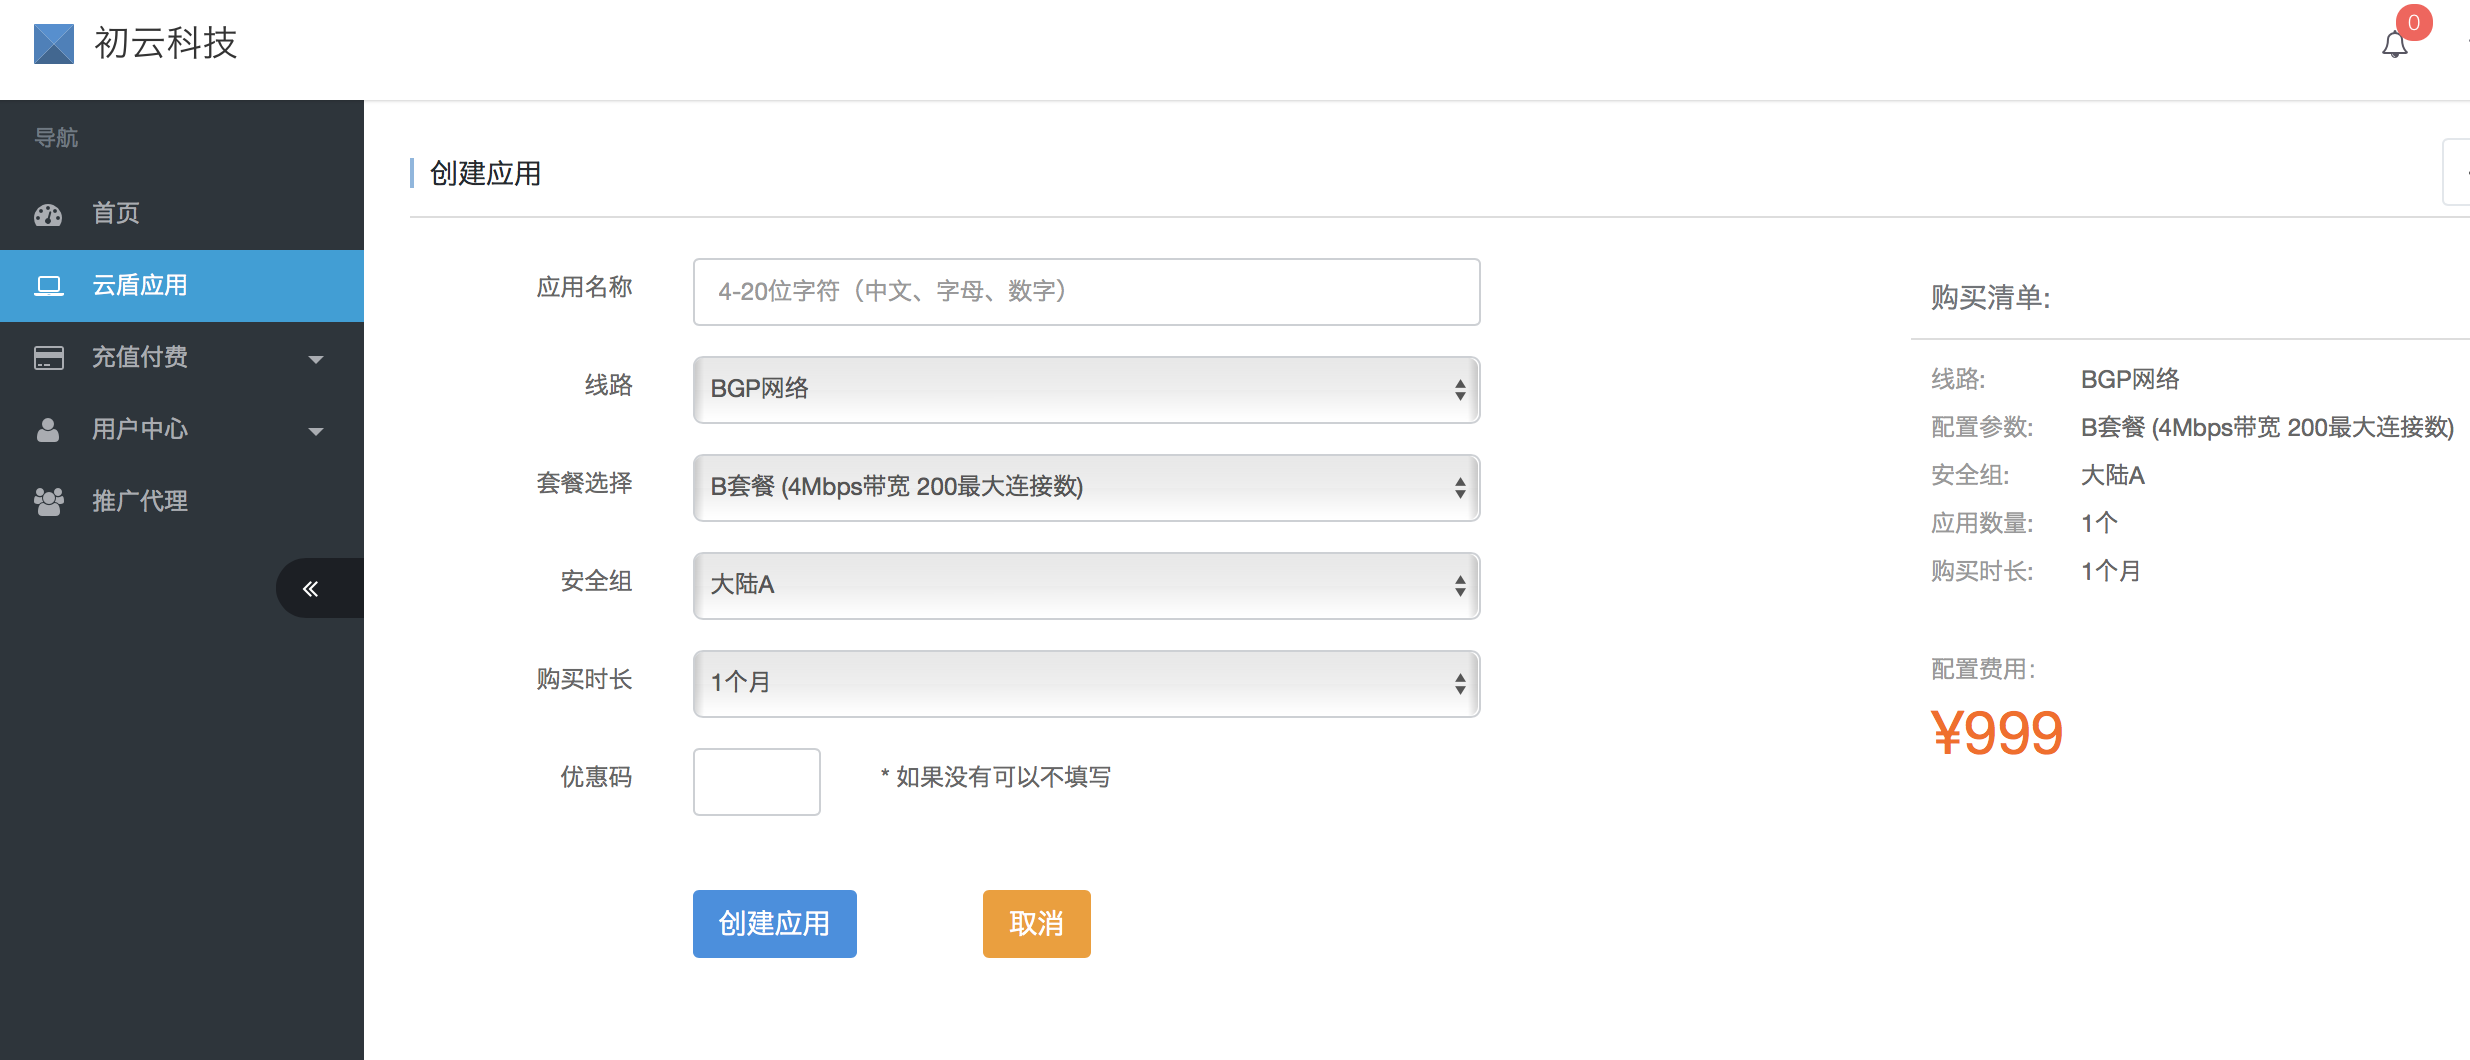 初云科技
0
导航
首页
云盾应用
充值付费
用户中心
推广代理
创建应用
应用名称
4-20位字符（中文、字母、数字）
线路
BGP网络
套餐选择
B套餐 (4Mbps带宽 200最大连接数)
安全组
大陆A
购买时长
1个月
优惠码
* 如果没有可以不填写
创建应用
取消
购买清单:
线路: BGP网络
配置参数: B套餐 (4Mbps带宽 200最大连接数)
安全组: 大陆A
应用数量: 1个
购买时长: 1个月
配置费用:
¥999